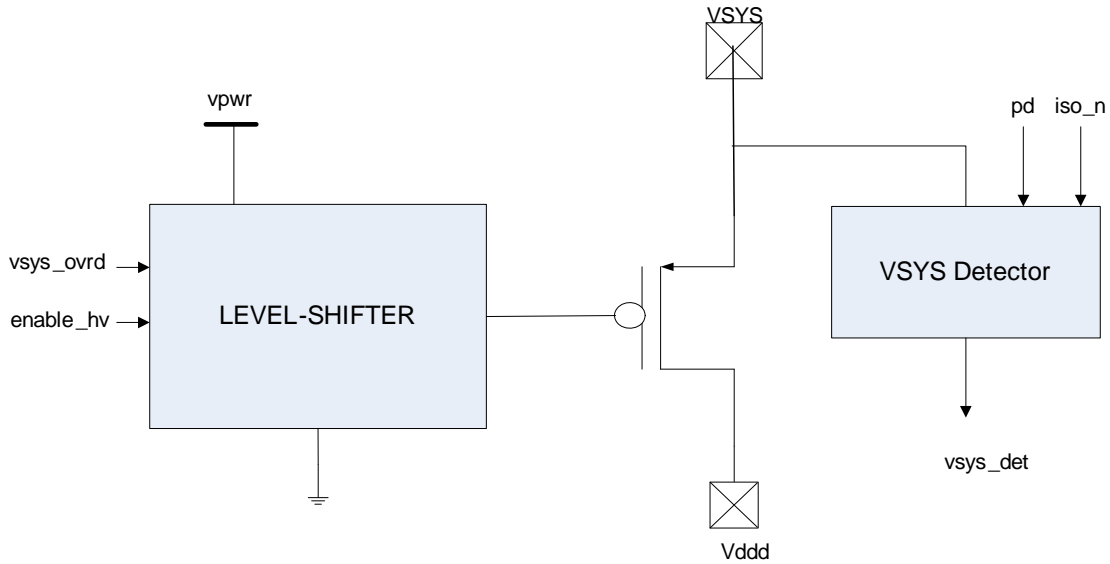 VSYS
vpwr
pd
iso_n
vsys_ovrd
enable_hv
LEVEL-SHIFTER
VSYS Detector
vsys_det
Vddd